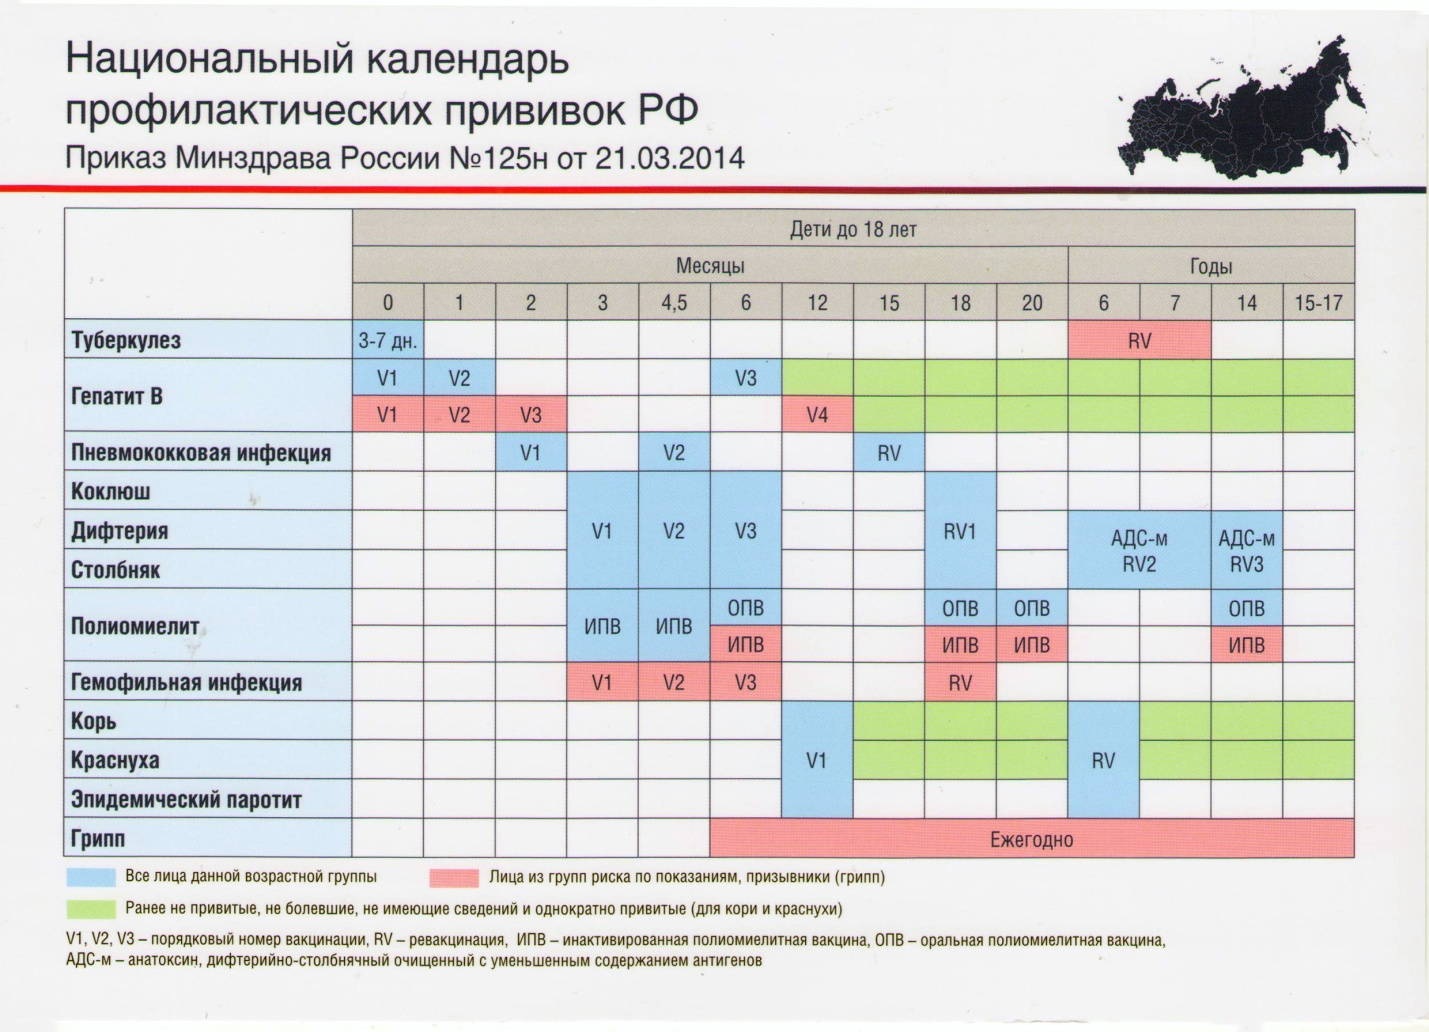 Национальный календарь
профилактических прививок РФ
Приказ Минздрава России №125н от 21.03.2014
Дети до 18 лет
Месяцы Годы
0 1 2 3 4,5 6 12 15 18 20 6 7 14 15-17
Туберкулез 3-7 дн. RV
Гепатит В V1 V2 V3
V1 V2 V3 V4
Пневмококковая инфекция V1 V2 RV
Коклюш
Дифтерия V1 V2 V3 RV1 АДС-м RV2 АДС-м RV3
Столбняк
Полиомиелит ИПВ ИПВ ОПВ ОПВ ОПВ ОПВ
ИПВ ИПВ ИПВ ИПВ
Гемофильная инфекция V1 V2 V3 RV
Корь
Краснуха V1 RV
Эпидемический паротит
Грипп Ежегодно
Все лица данной возрастной группы Лица из групп риска по показаниям, призывники (грипп)
Ранее не привитые, не болевшие, не имеющие сведений и однократно привитые (для кори и краснухи)
V1, V2, V3 – порядковый номер вакцинации, RV – ревакцинация, ИПВ – инактивированная полиомиелитная вакцина, ОПВ – оральная полиомиелитная вакцина,
АДС-м – анатоксин, дифтерийно-столбнячный очищенный с уменьшенным содержанием антигенов